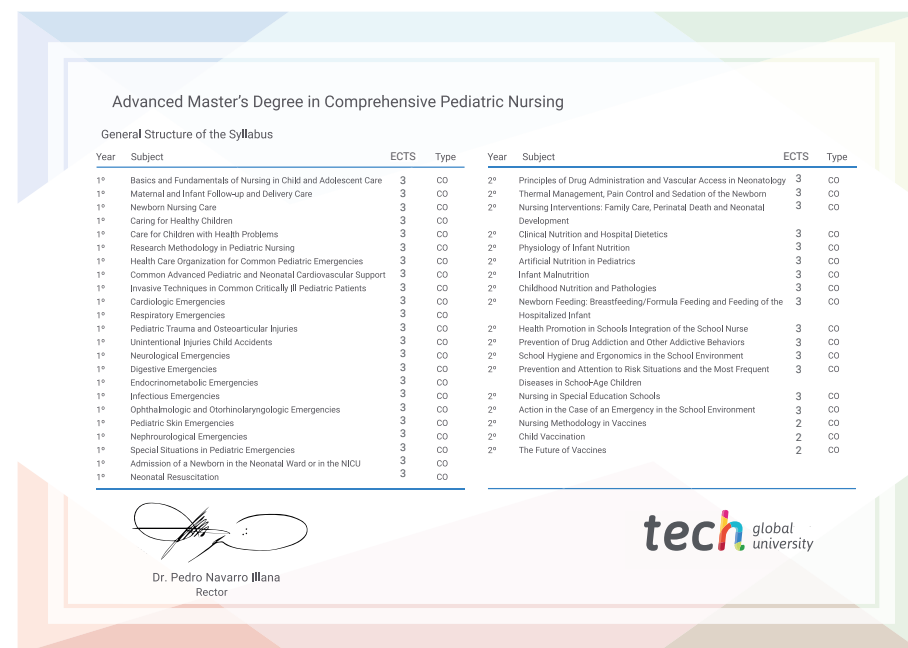 Advanced Master's Degree in Comprehensive Pediatric Nursing
General Structure of the Syllabus
Year Subject ECTS Type
1º Basics and Fundamentals of Nursing in Child and Adolescent Care 3 CO
1º Maternal and Infant Follow-up and Delivery Care 3 CO
1º Newborn Nursing Care 3 CO
1º Caring for Healthy Children 3 CO
1º Care for Children with Health Problems 3 CO
1º Research Methodology in Pediatric Nursing 3 CO
1º Health Care Organization for Common Pediatric Emergencies 3 CO
1º Common Advanced Pediatric and Neonatal Cardiovascular Support 3 CO
1º Invasive Techniques in Common Critically Ill Pediatric Patients 3 CO
1º Cardiologic Emergencies 3 CO
1º Respiratory Emergencies 3 CO
1º Pediatric Trauma and Osteoarticular Injuries 3 CO
1º Unintentional Injuries Child Accidents 3 CO
1º Neurological Emergencies 3 CO
1º Digestive Emergencies 3 CO
1º Endocrinometabolic Emergencies 3 CO
1º Infectious Emergencies 3 CO
1º Ophthalmologic and Otorhinolaryngologic Emergencies 3 CO
1º Pediatric Skin Emergencies 3 CO
1º Nephrourological Emergencies 3 CO
1º Special Situations in Pediatric Emergencies 3 CO
1º Admission of a Newborn in the Neonatal Ward or in the NICU 3 CO
1º Neonatal Resuscitation 3 CO
Year Subject ECTS Type
2º Principles of Drug Administration and Vascular Access in Neonatology 3 CO
2º Thermal Management, Pain Control and Sedation of the Newborn 3 CO
2º Nursing Interventions: Family Care, Perinatal Death and Neonatal 3 CO
Development
2º Clinical Nutrition and Hospital Dietetics 3 CO
2º Physiology of Infant Nutrition 3 CO
2º Artificial Nutrition in Pediatrics 3 CO
2º Infant Malnutrition 3 CO
2º Childhood Nutrition and Pathologies 3 CO
2º Newborn Feeding: Breastfeeding/Formula Feeding and Feeding of the 3 CO
Hospitalized Infant
2º Health Promotion in Schools Integration of the School Nurse 3 CO
2º Prevention of Drug Addiction and Other Addictive Behaviors 3 CO
2º School Hygiene and Ergonomics in the School Environment 3 CO
2º Prevention and Attention to Risk Situations and the Most Frequent 3 CO
Diseases in School-Age Children
2º Nursing in Special Education Schools 3 CO
2º Action in the Case of an Emergency in the School Environment 3 CO
2º Nursing Methodology in Vaccines 2 CO
2º Child Vaccination 2 CO
2º The Future of Vaccines 2 CO
Dr. Pedro Navarro Illana
Rector
tech global
university